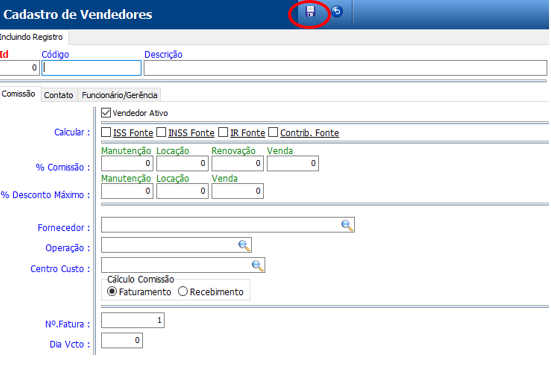 Cadastro de Vendedores
Incluindo Registro
Id Código Descrição
0
Comissão Contato Funcionário/Gerência
Vendedor Ativo
Calcular : ISS Fonte INSS Fonte IR Fonte Contrib. Fonte
Manutenção Locação Renovação Venda
% Comissão : 0 0 0 0
Manutenção Locação Venda
% Desconto Máximo : 0 0 0
Fornecedor :
Operação :
Centro Custo :
Cálculo Comissão
Faturamento Recebimento
Nº.Fatura : 1
Dia Vcto : 0